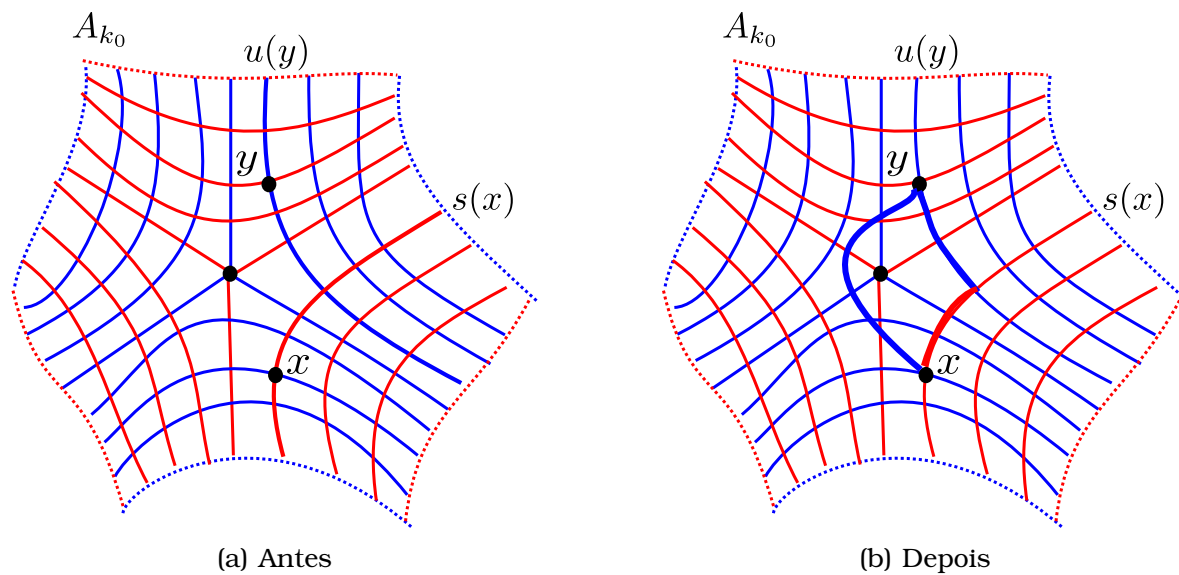 A_{k_0}
u(y)
y
s(x)
x
(a) Antes
A_{k_0}
u(y)
y
s(x)
x
(b) Depois